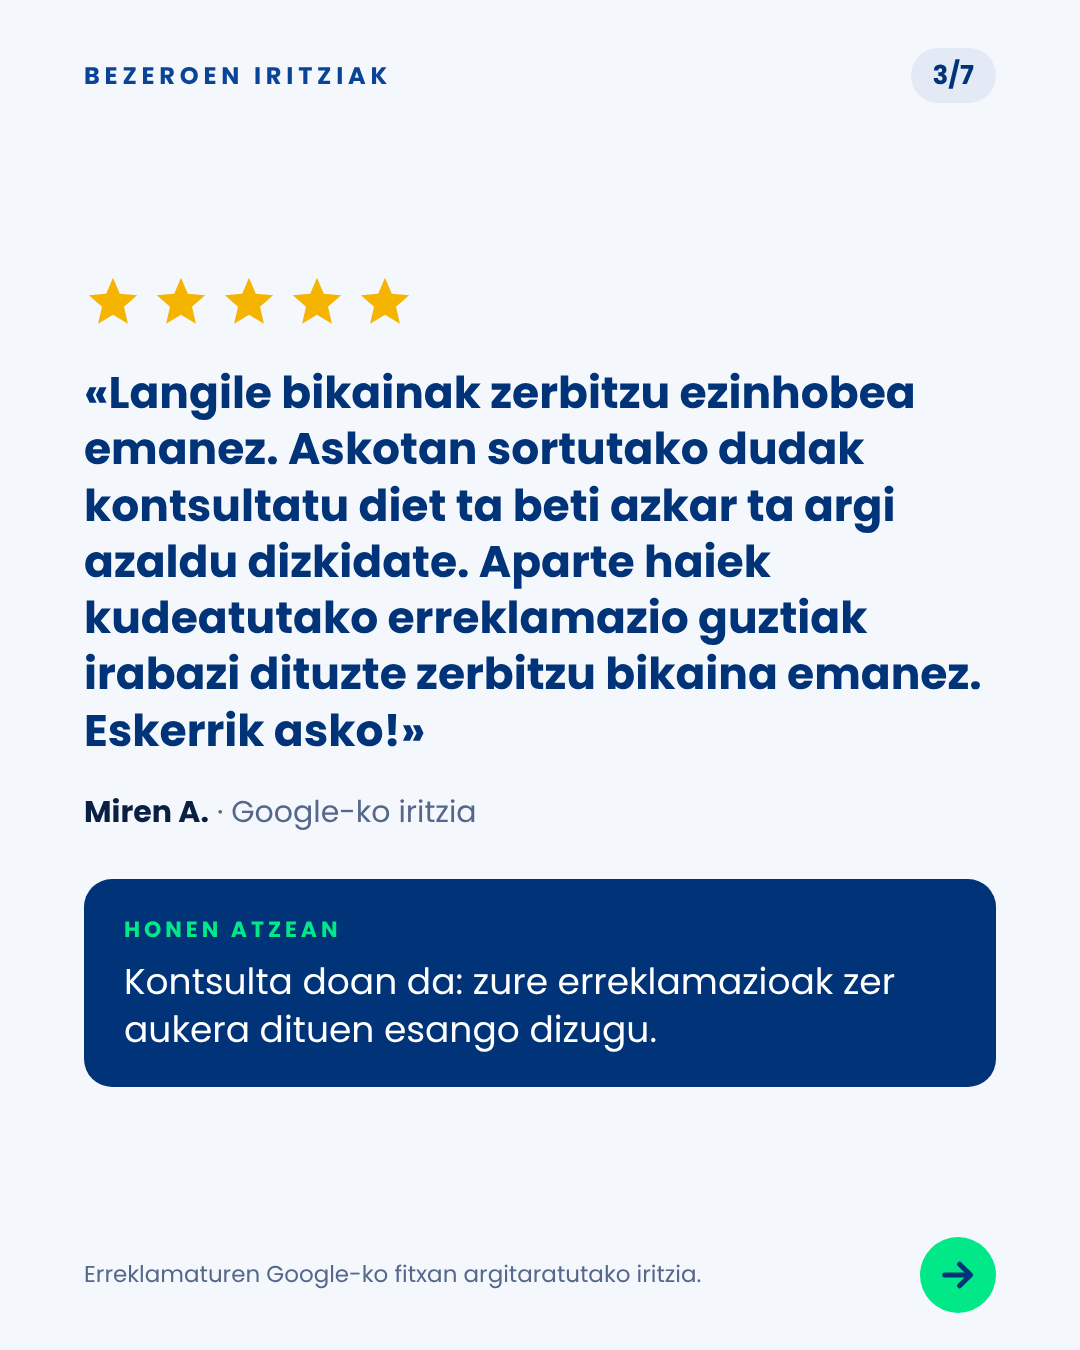 BEZEROEN IRITZIAK
3/7
«Langile bikainak zerbitzu ezinhobea
emanez. Askotan sortutako dudak
kontsultatu diet ta beti azkar ta argi
azaldu dizkidate. Aparte haiek
kudeatutako erreklamazio guztiak
irabazi dituzte zerbitzu bikaina emanez.
Eskerrik asko!»
Miren A. · Google-ko iritzia
HONEN ATZEAN
Kontsulta doan da: zure erreklamazioak zer
aukera dituen esango dizugu.
Erreklamaturen Google-ko fitxan argitaratutako iritzia.